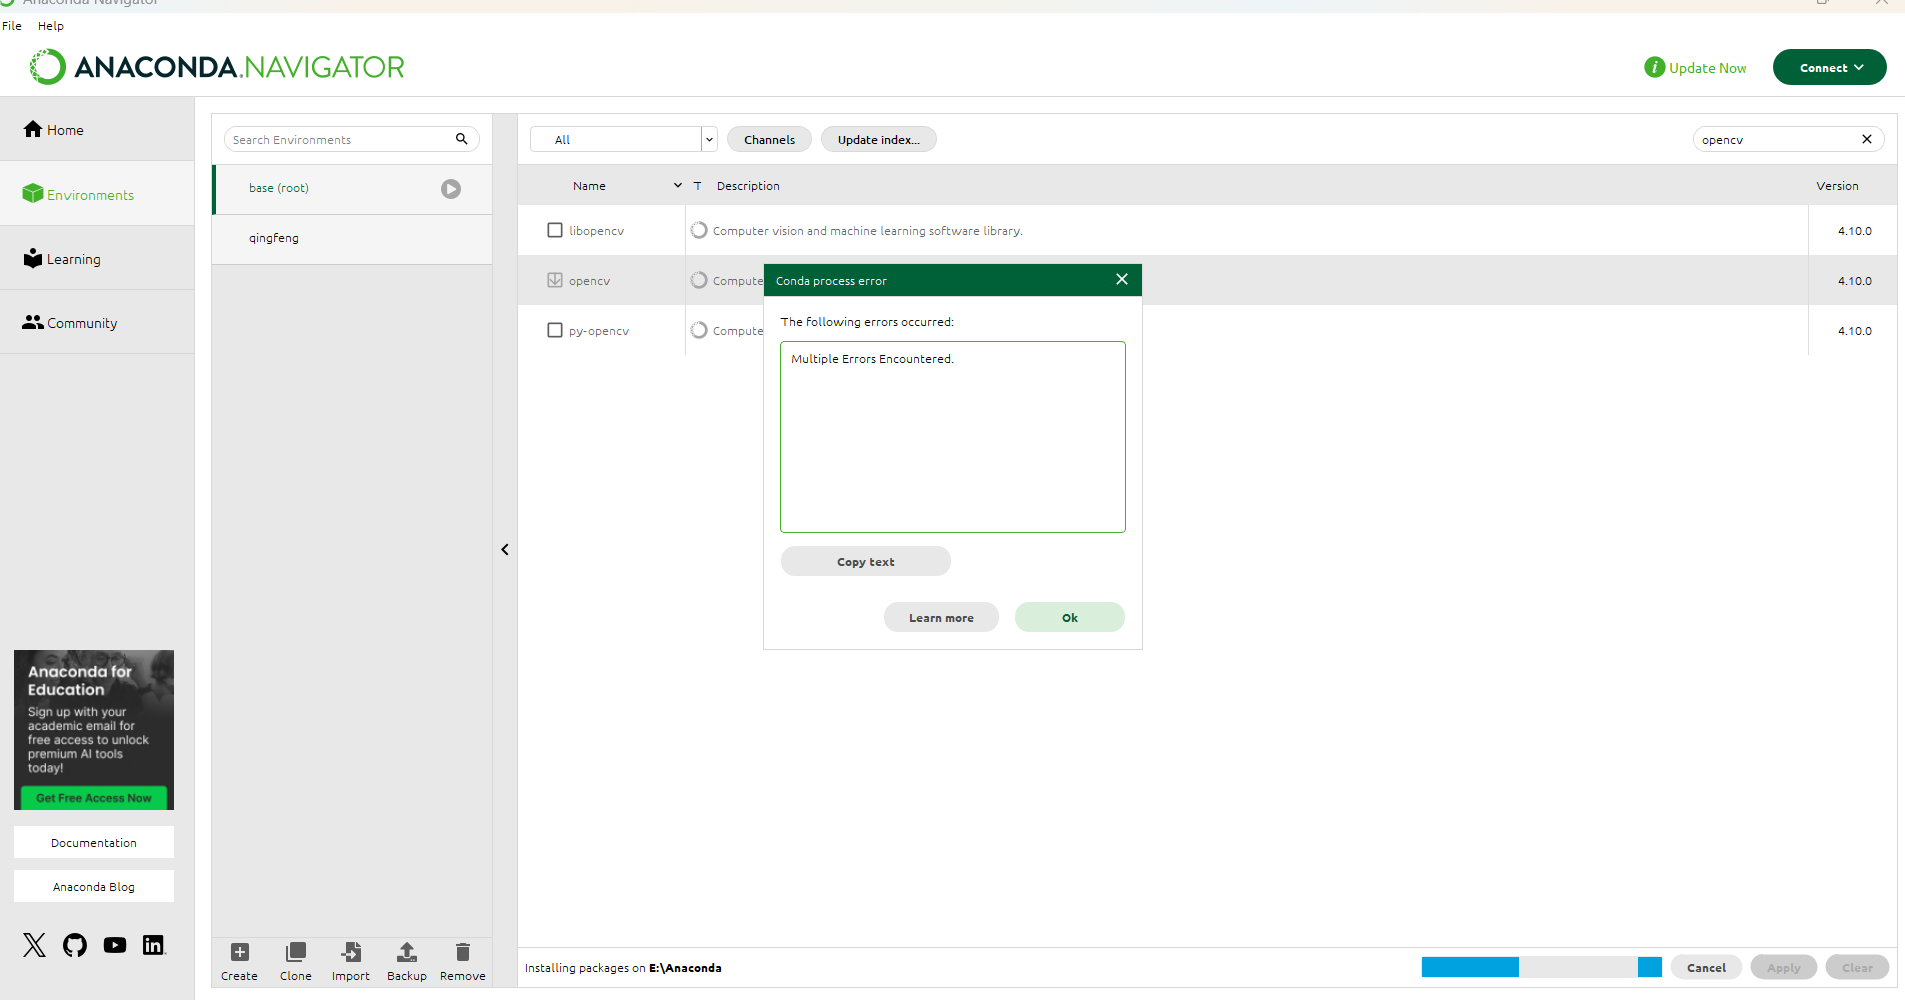 Anaconda Navigator
File Help
ANACONDA.NAVIGATOR
i Update Now
Connect
Home
Environments
Learning
Community
Search Environments
base (root)
qingfeng
All
Channels
Update index...
opencv
Name T Description Version
libopencv Computer vision and machine learning software library. 4.10.0
opencv Compute 4.10.0
py-opencv Compute 4.10.0
Conda process error
The following errors occurred:
Multiple Errors Encountered.
Copy text
Learn more
Ok
Anaconda for
Education
Sign up with your
academic email for
free access to unlock
premium AI tools
today!
Get Free Access Now
Documentation
Anaconda Blog
Create Clone Import Backup Remove
Installing packages on E:\Anaconda
Cancel Apply Clear